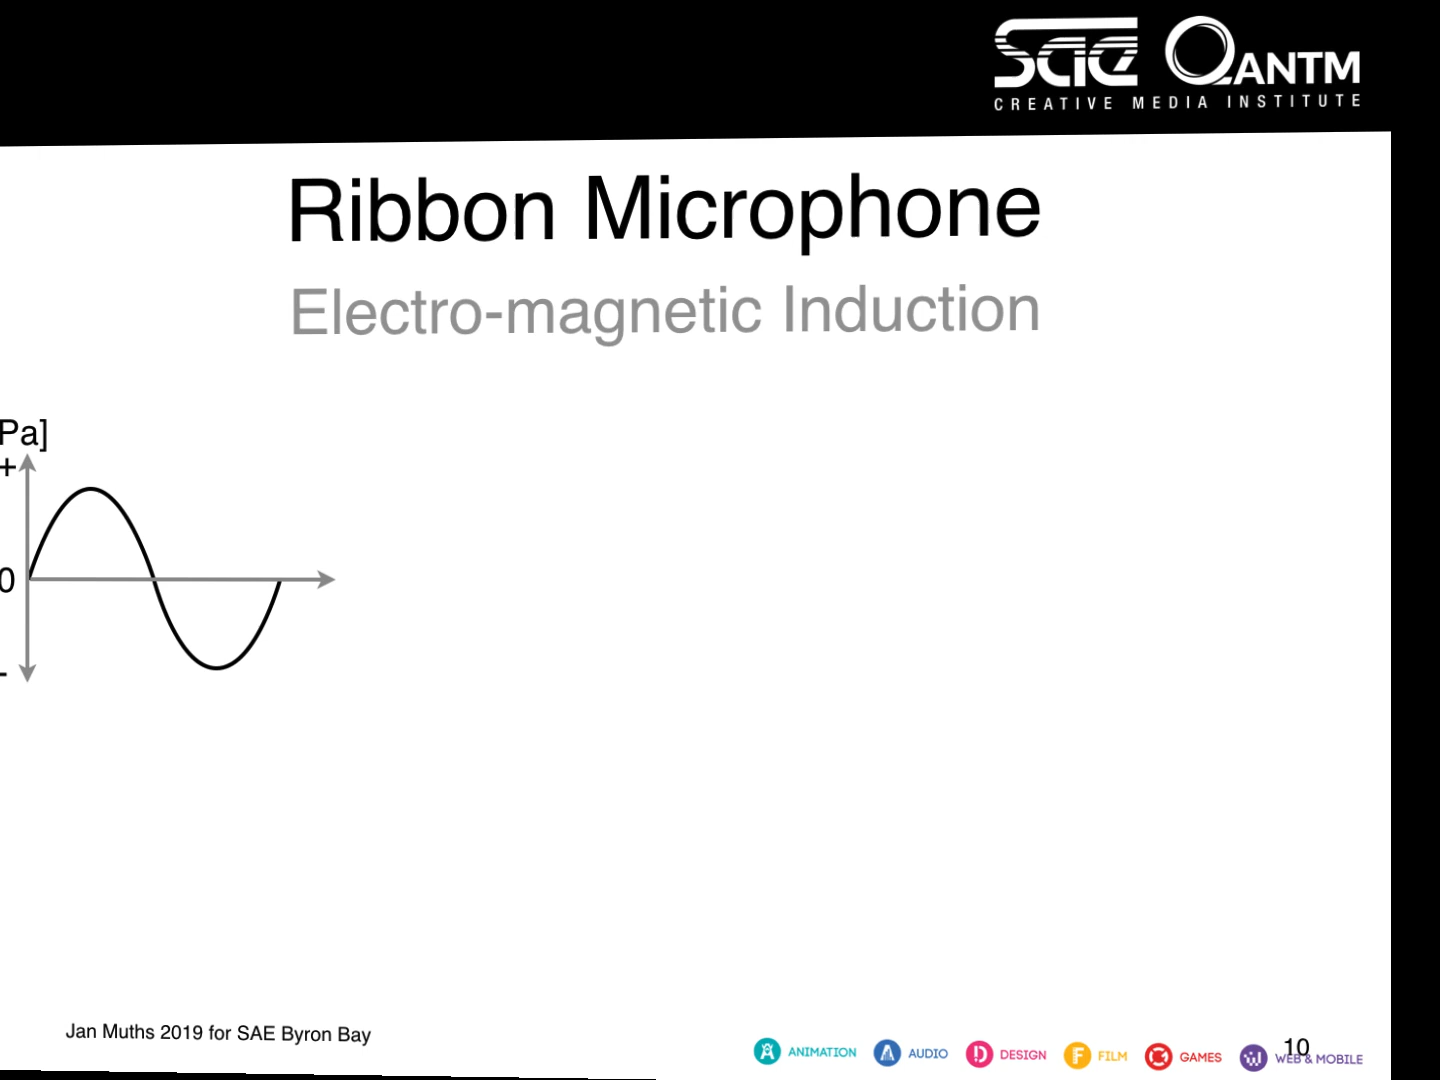 SAE QANTM
CREATIVE MEDIA INSTITUTE
Ribbon Microphone
Electro-magnetic Induction
Pa]
+
0
-
Jan Muths 2019 for SAE Byron Bay
ANIMATION AUDIO DESIGN FILM GAMES WEB & MOBILE
10